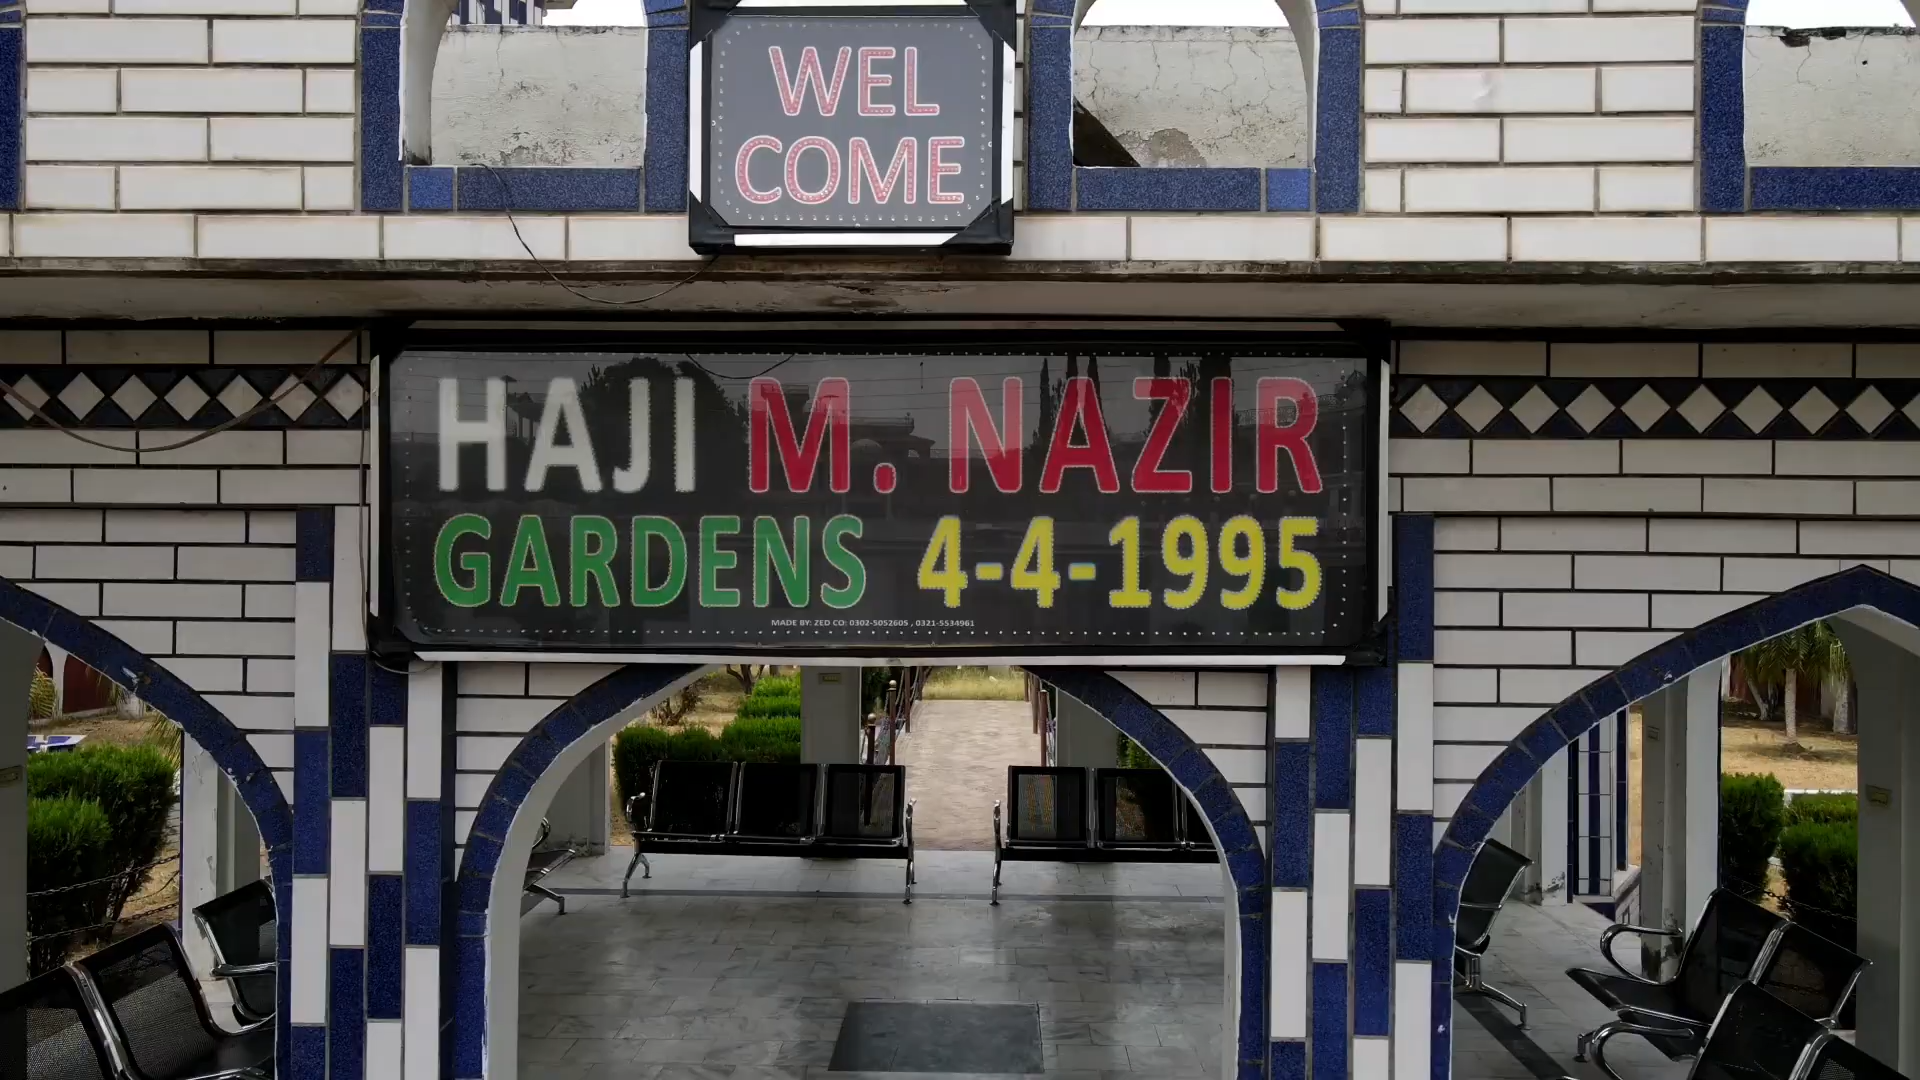 WEL
COME
HAJI M. NAZIR
GARDENS 4-4-1995
MADE BY: ZED CO: 0302-5052605 , 0321-5534961